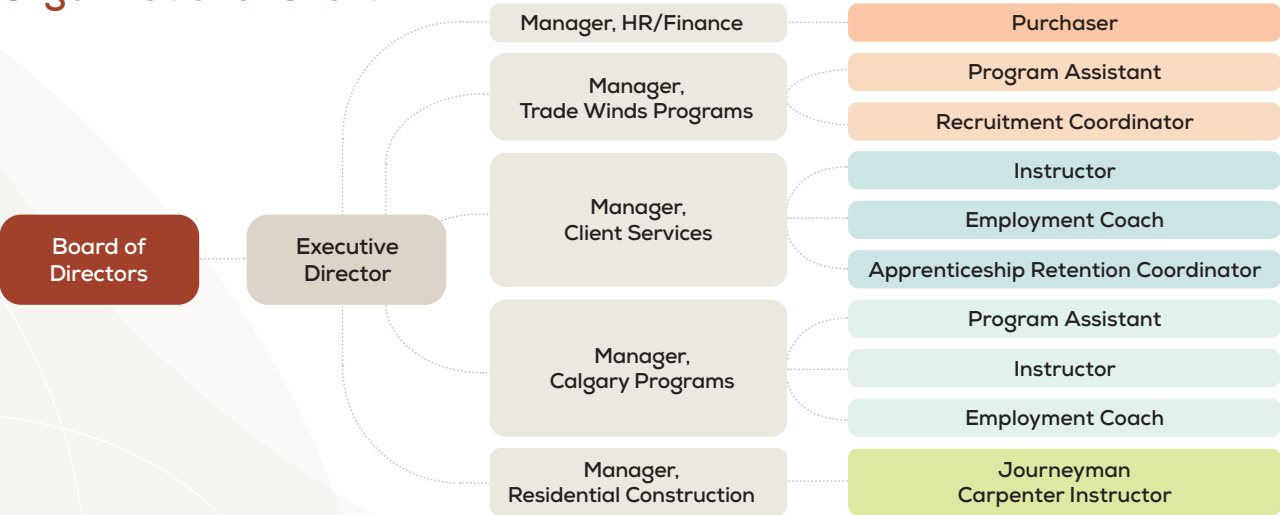 Board of
Directors
Executive
Director
Manager, HR/Finance
Purchaser
Manager,
Trade Winds Programs
Program Assistant
Recruitment Coordinator
Manager,
Client Services
Instructor
Employment Coach
Apprenticeship Retention Coordinator
Manager,
Calgary Programs
Program Assistant
Instructor
Employment Coach
Manager,
Residential Construction
Journeyman
Carpenter Instructor